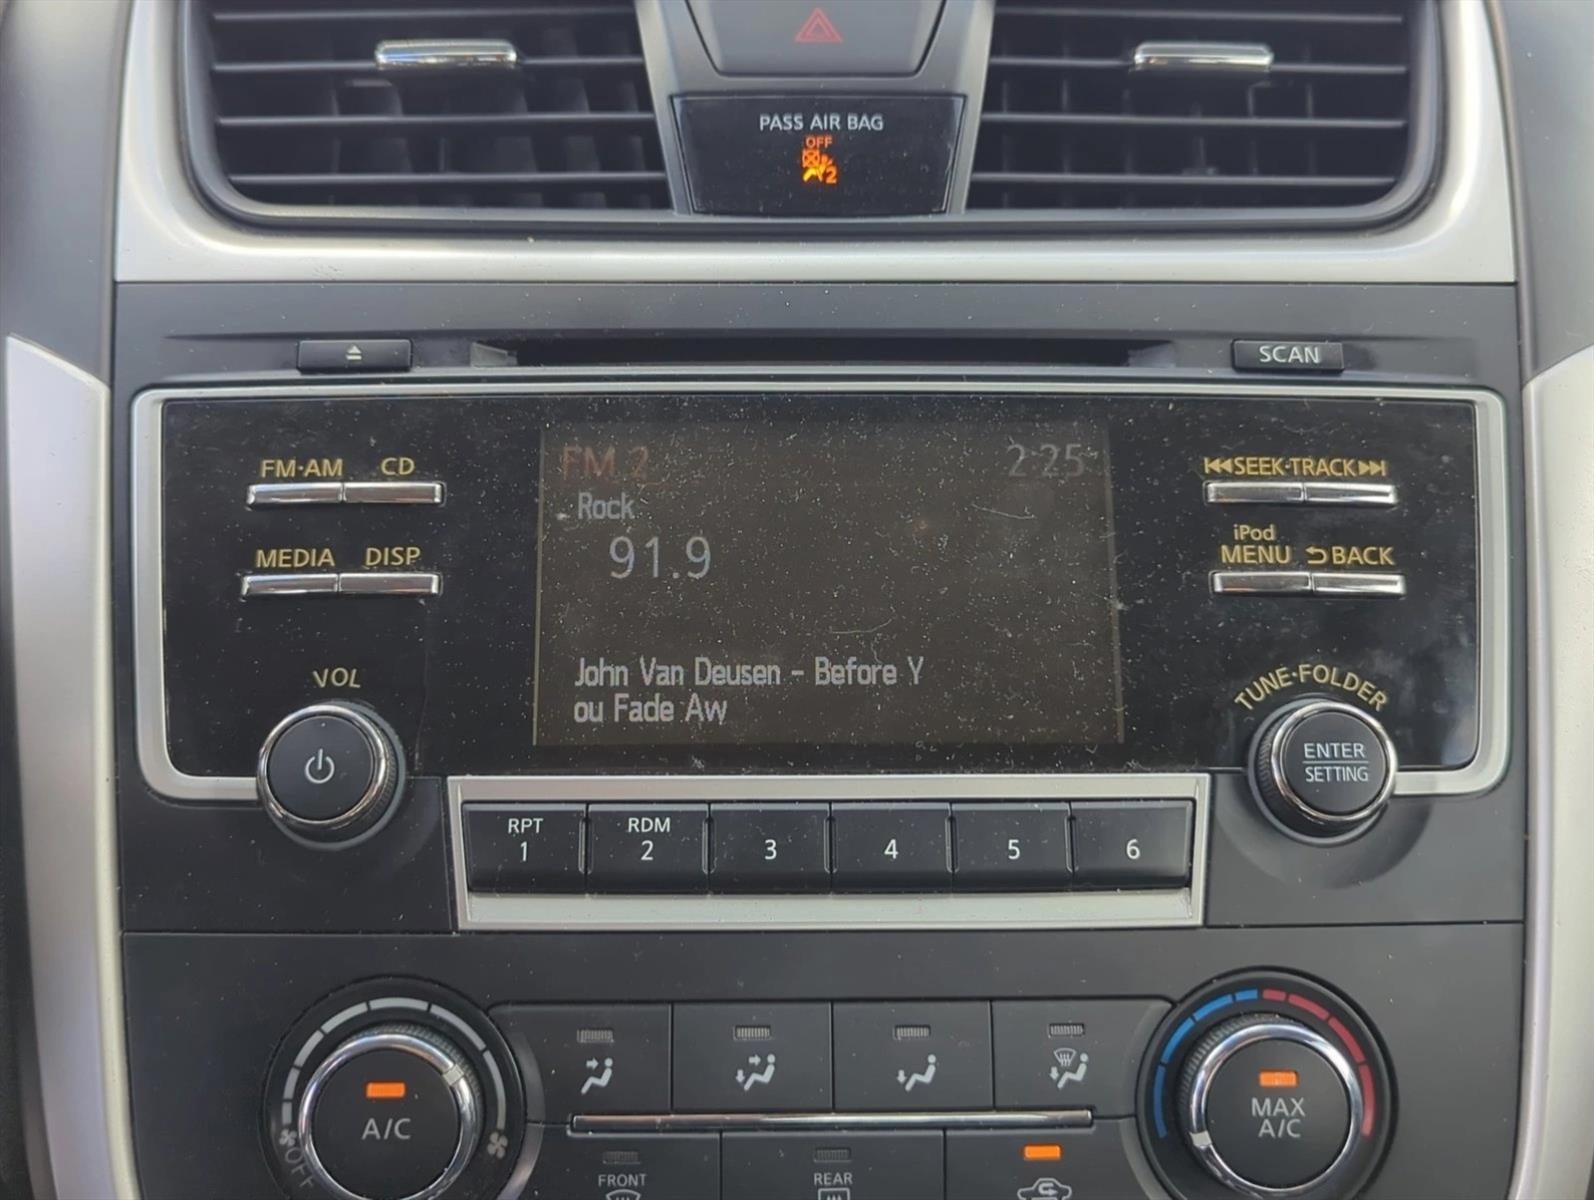 PASS AIR BAG
OFF
2
SCAN
FM·AM CD
FM 2 2:25
SEEK·TRACK
Rock
91.9
iPod
MEDIA DISP
MENU BACK
John Van Deusen - Before Y
ou Fade Aw
VOL
TUNE·FOLDER
ENTER
SETTING
RPT RDM
1 2 3 4 5 6
A/C
MAX
A/C
OFF
FRONT REAR